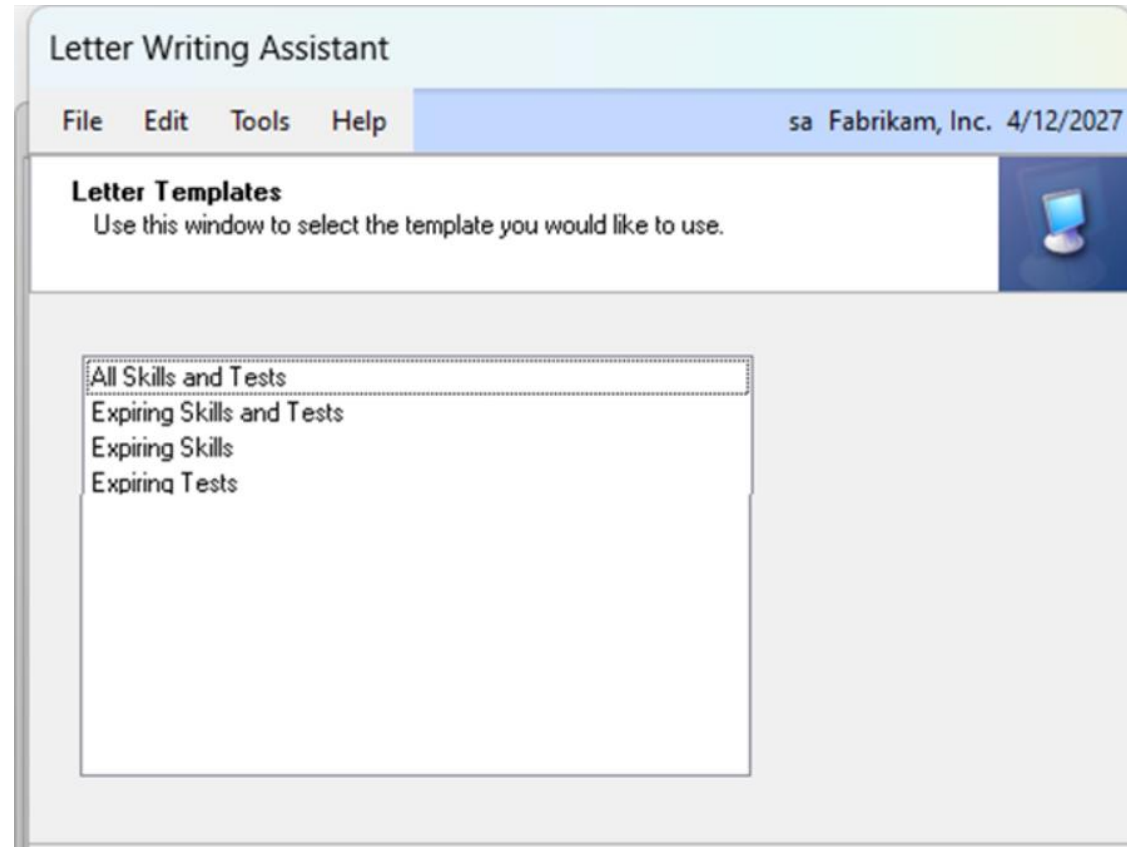 Letter Writing Assistant
File Edit Tools Help sa Fabrikam, Inc. 4/12/2027
Letter Templates
Use this window to select the template you would like to use.
All Skills and Tests
Expiring Skills and Tests
Expiring Skills
Expiring Tests